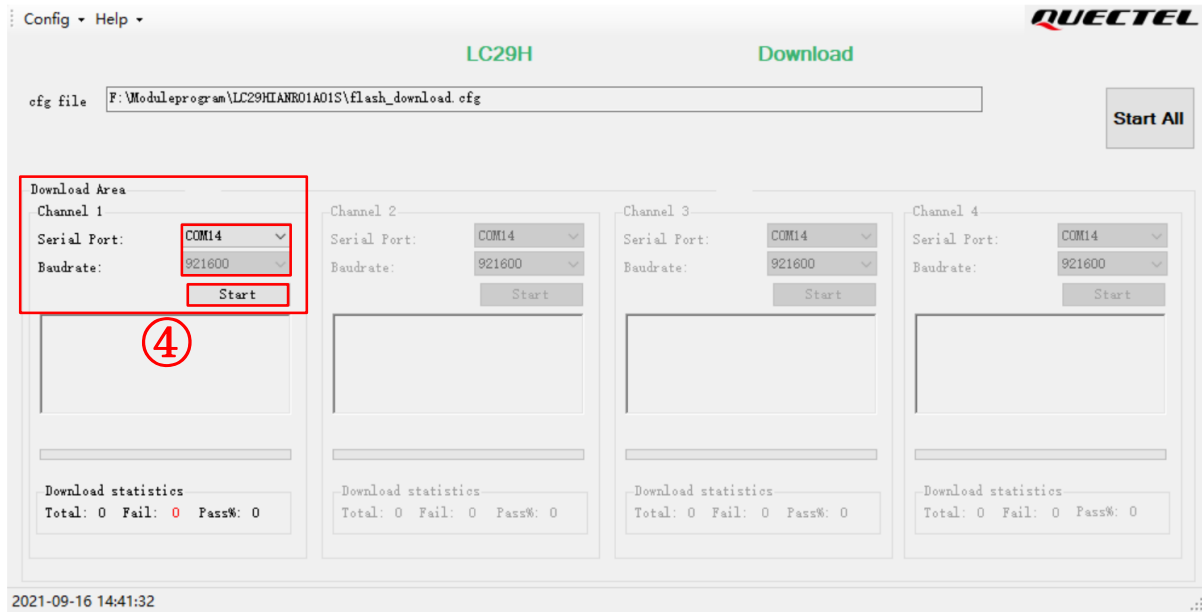 Config Help
QUECTEL
LC29H Download
cfg file F:\Moduleprogram\LC29HIANR01A01S\flash_download.cfg
Start All
Download Area
Channel 1 Channel 2 Channel 3 Channel 4
Serial Port: COM14 Serial Port: COM14 Serial Port: COM14 Serial Port: COM14
Baudrate: 921600 Baudrate: 921600 Baudrate: 921600 Baudrate: 921600
Start Start Start Start
④
Download statistics Download statistics Download statistics Download statistics
Total: 0 Fail: 0 Pass%: 0 Total: 0 Fail: 0 Pass%: 0 Total: 0 Fail: 0 Pass%: 0 Total: 0 Fail: 0 Pass%: 0
2021-09-16 14:41:32